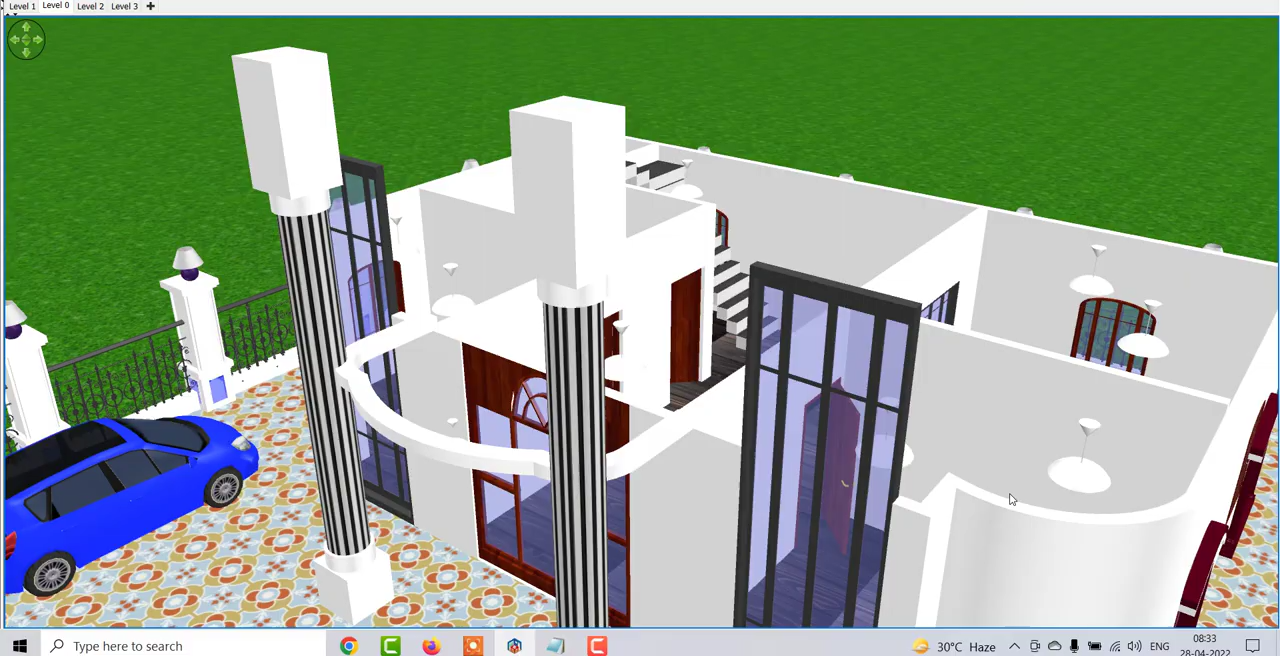 Level 1 Level 0 Level 2 Level 3
Type here to search
30°C Haze
ENG
08:33
28-04-2022